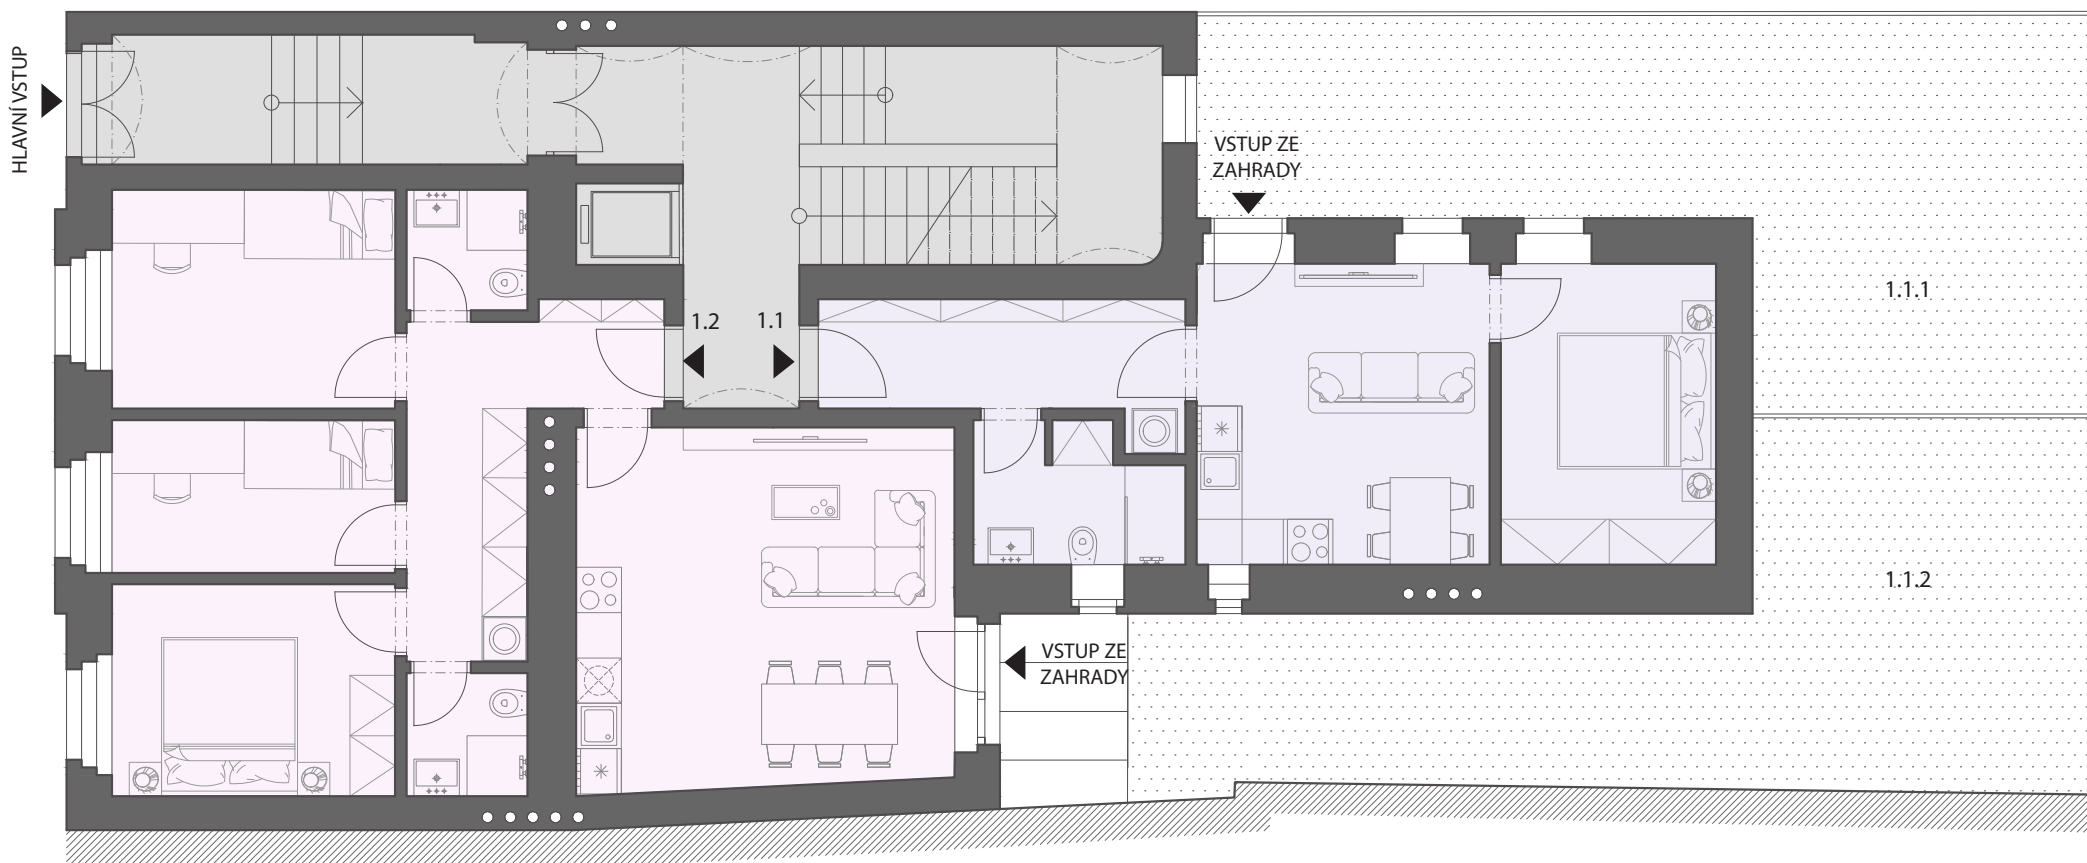 HLAVNÍ VSTUP
VSTUP ZE
ZAHRADY
1.1.1
1.2
1.1
1.1.2
VSTUP ZE
ZAHRADY